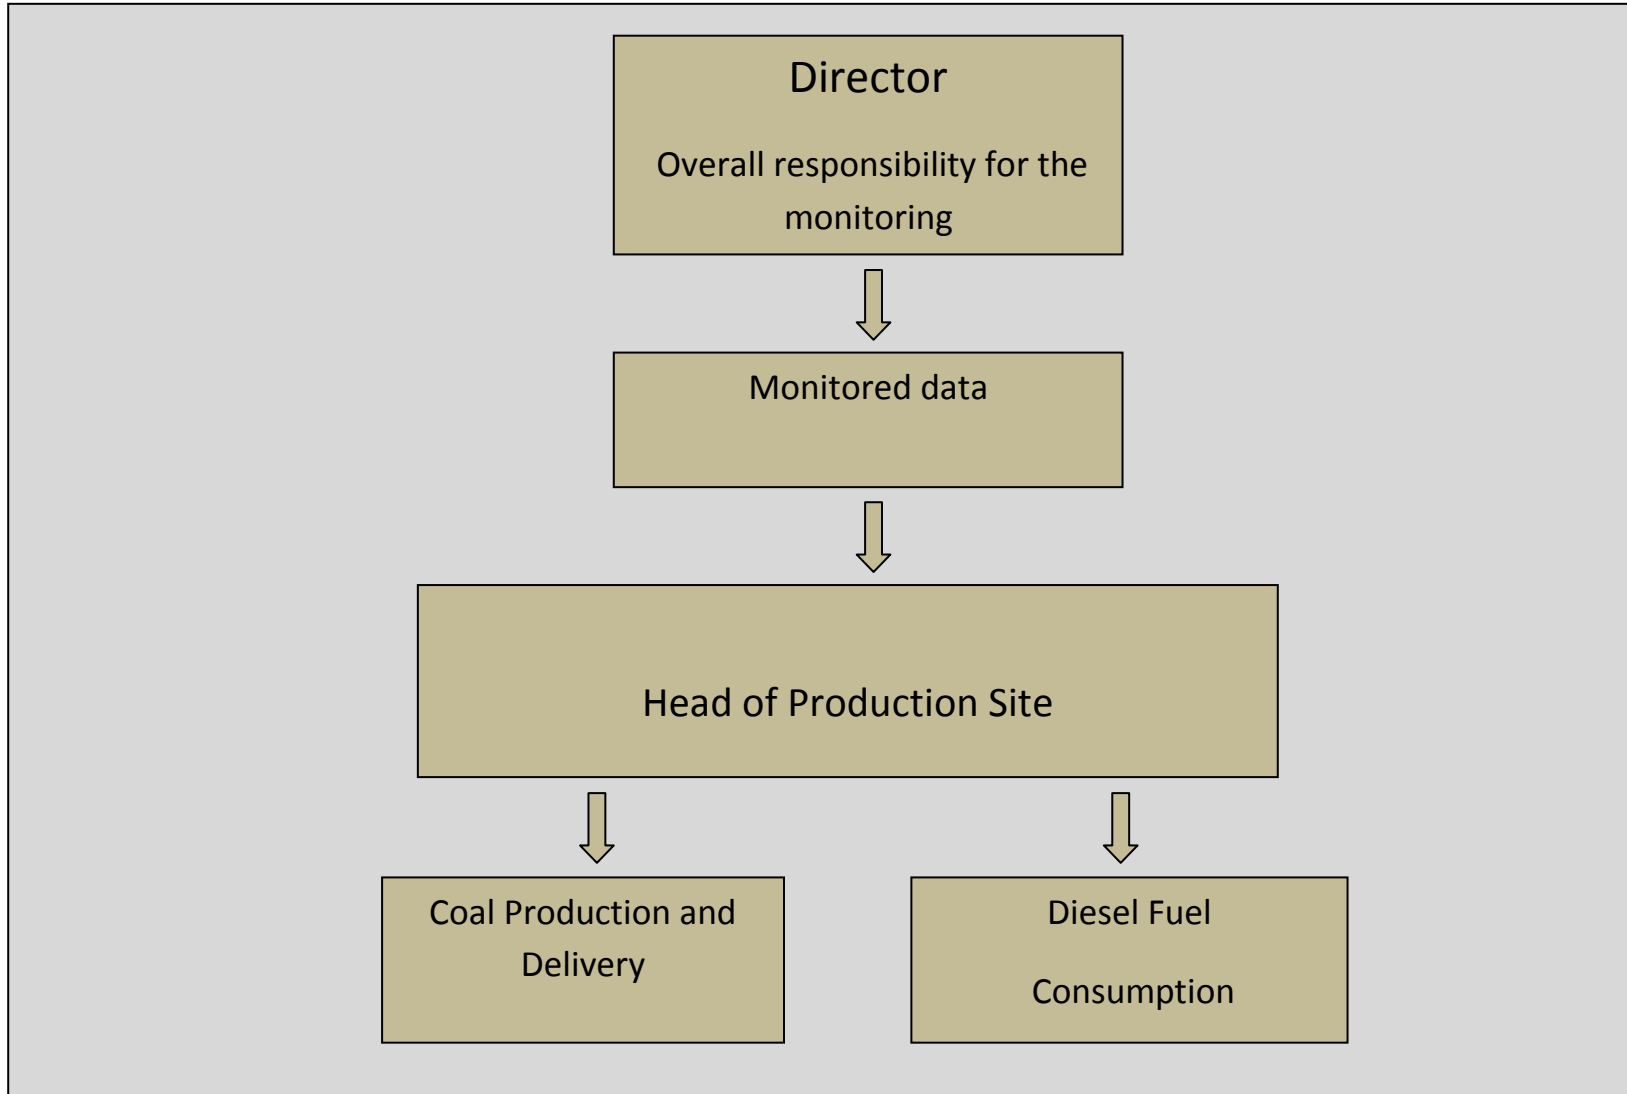 Director
Overall responsibility for the
monitoring
Monitored data
Head of Production Site
Coal Production and
Delivery
Diesel Fuel
Consumption